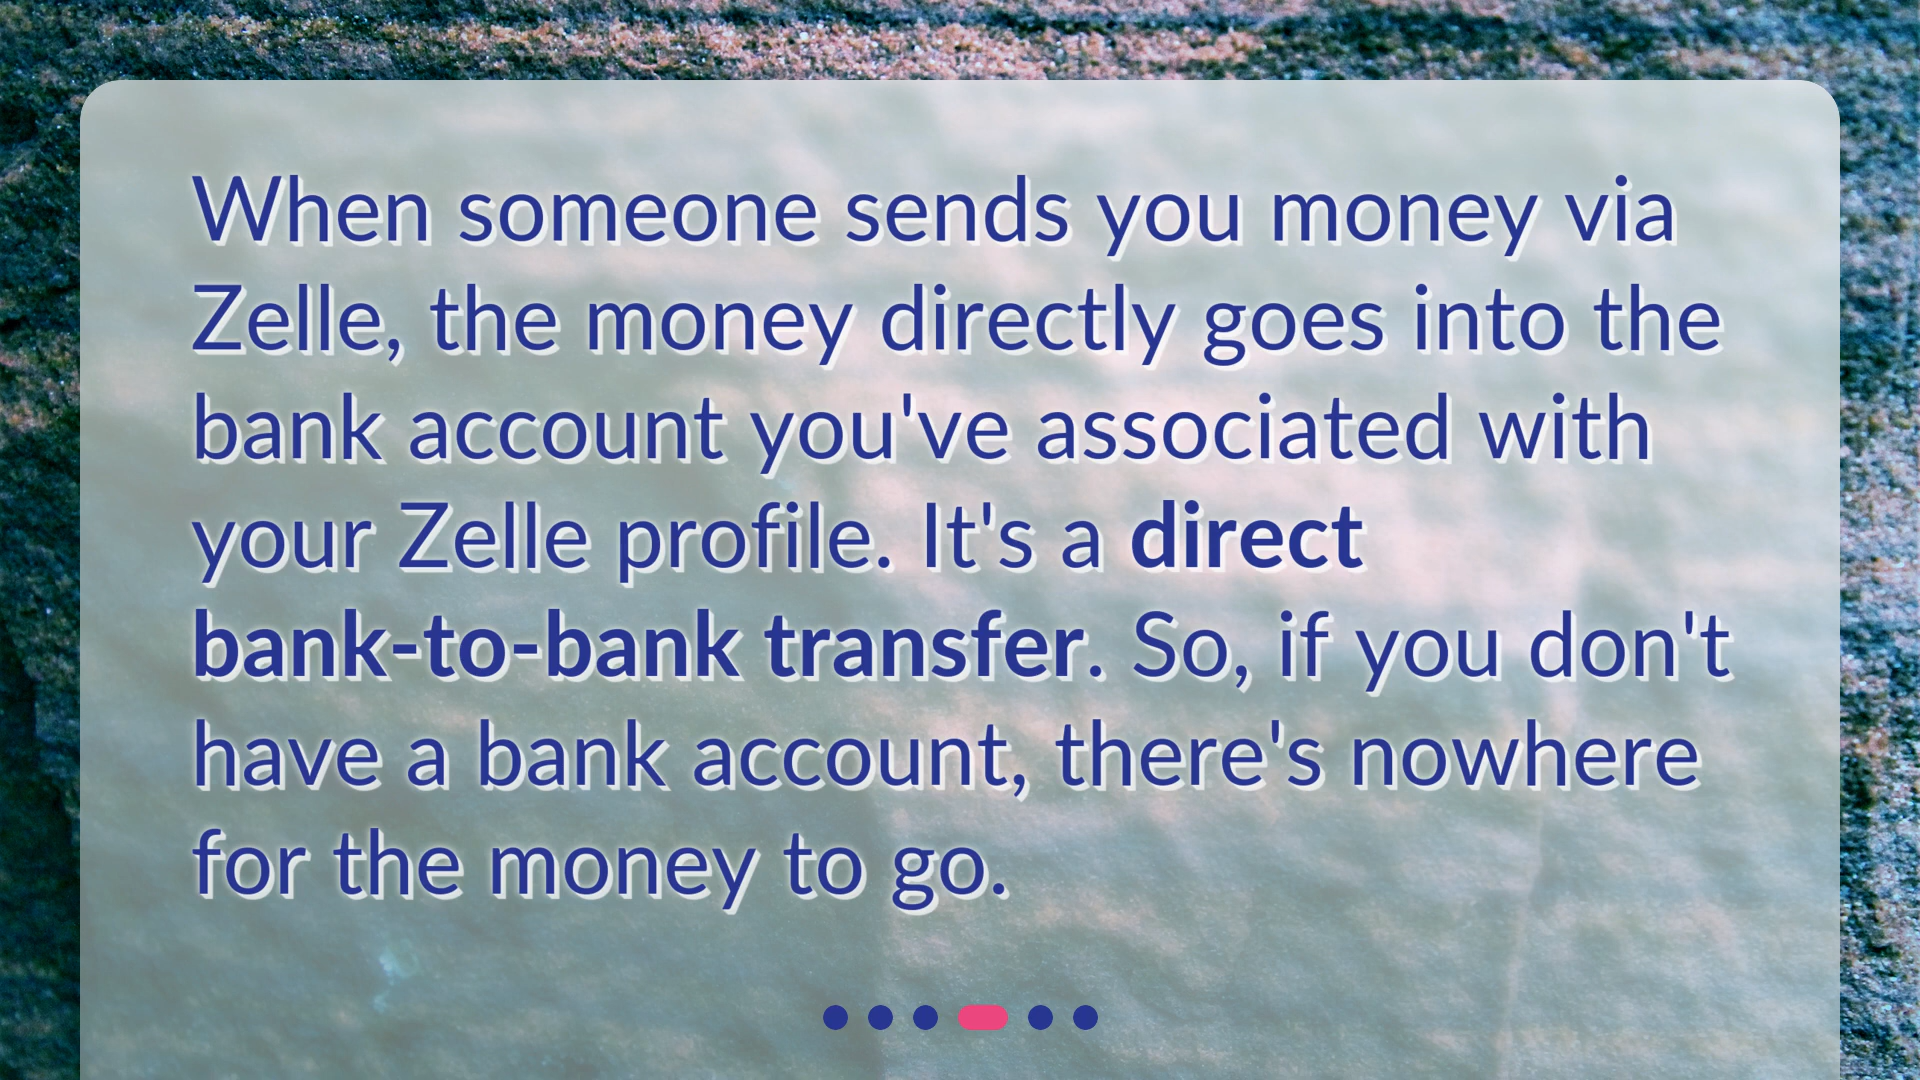 When someone sends you money via
Zelle, the money directly goes into the
bank account you've associated with
your Zelle profile. It's a direct
bank-to-bank transfer. So, if you don't
have a bank account, there's nowhere
for the money to go.